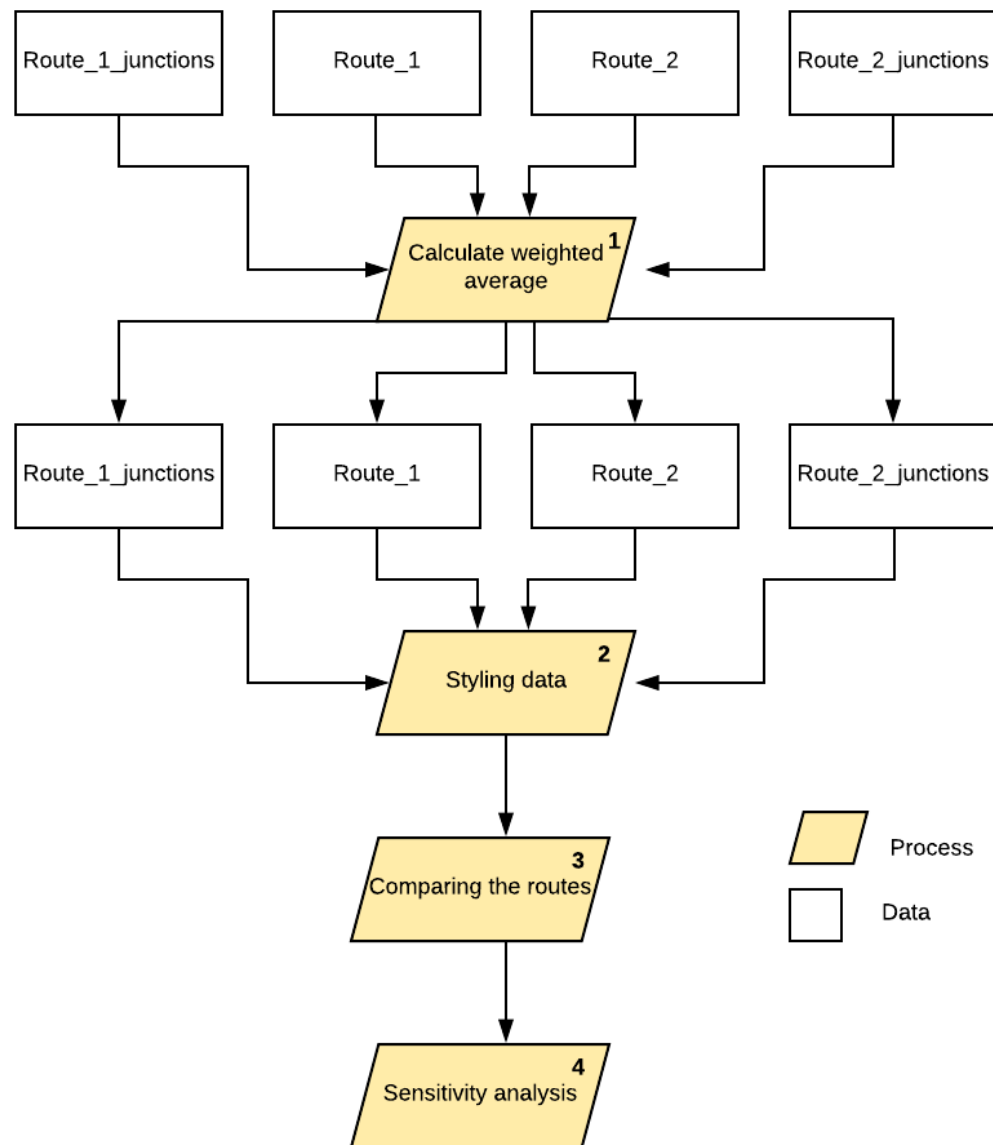 Route_1_junctions
Route_1
Route_2
Route_2_junctions
1
Calculate weighted
average
Route_1_junctions
Route_1
Route_2
Route_2_junctions
2
Styling data
3
Comparing the routes
Process
Data
4
Sensitivity analysis